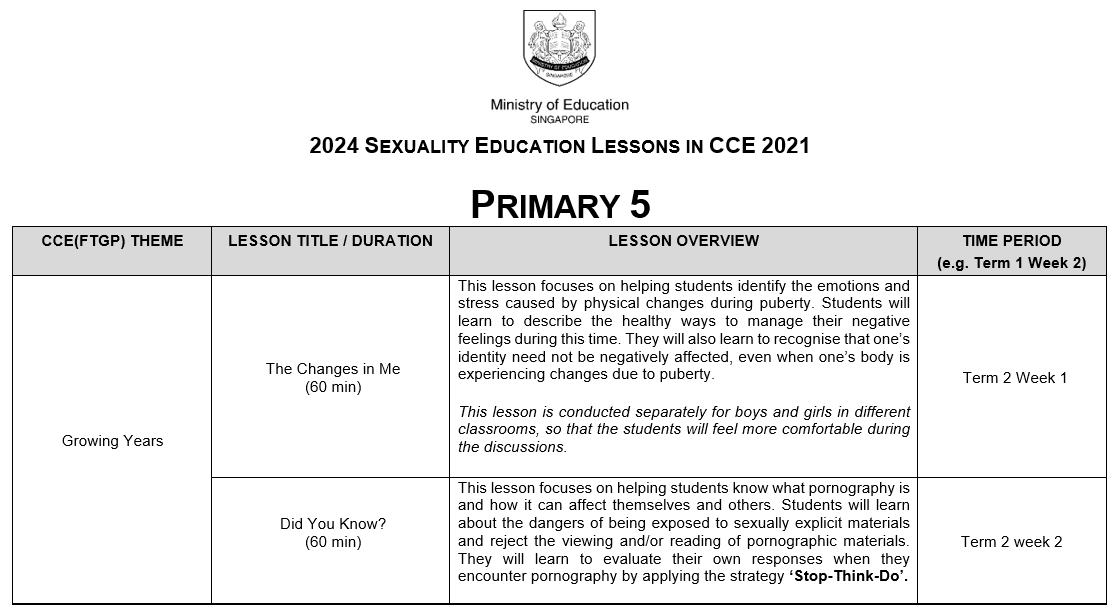 MINISTRY OF EDUCATION
SINGAPORE
Ministry of Education
SINGAPORE
2024 SEXUALITY EDUCATION LESSONS IN CCE 2021
PRIMARY 5
CCE(FTGP) THEME
LESSON TITLE / DURATION
LESSON OVERVIEW
TIME PERIOD
(e.g. Term 1 Week 2)
Growing Years
The Changes in Me
(60 min)
This lesson focuses on helping students identify the emotions and
stress caused by physical changes during puberty. Students will
learn to describe the healthy ways to manage their negative
feelings during this time. They will also learn to recognise that one’s
identity need not be negatively affected, even when one’s body is
experiencing changes due to puberty.
This lesson is conducted separately for boys and girls in different
classrooms, so that the students will feel more comfortable during
the discussions.
Term 2 Week 1
Did You Know?
(60 min)
This lesson focuses on helping students know what pornography is
and how it can affect themselves and others. Students will learn
about the dangers of being exposed to sexually explicit materials
and reject the viewing and/or reading of pornographic materials.
They will learn to evaluate their own responses when they
encounter pornography by applying the strategy ‘Stop-Think-Do’.
Term 2 week 2